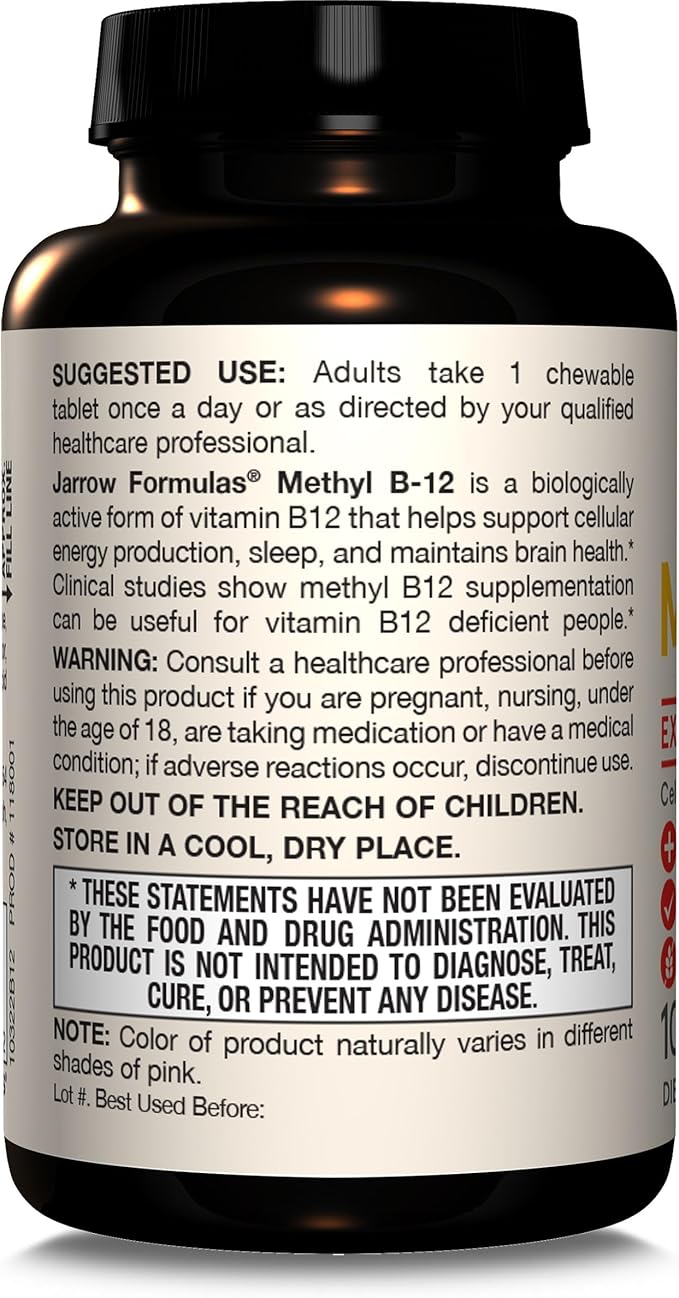 SUGGESTED USE: Adults take 1 chewable
tablet once a day or as directed by your qualified
healthcare professional.
Jarrow Formulas® Methyl B-12 is a biologically
active form of vitamin B12 that helps support cellular
energy production, sleep, and maintains brain health.*
Clinical studies show methyl B12 supplementation
can be useful for vitamin B12 deficient people.*
WARNING: Consult a healthcare professional before
using this product if you are pregnant, nursing, under
the age of 18, are taking medication or have a medical
condition; if adverse reactions occur, discontinue use.
KEEP OUT OF THE REACH OF CHILDREN.
STORE IN A COOL, DRY PLACE.
* THESE STATEMENTS HAVE NOT BEEN EVALUATED
BY THE FOOD AND DRUG ADMINISTRATION. THIS
PRODUCT IS NOT INTENDED TO DIAGNOSE, TREAT,
CURE, OR PREVENT ANY DISEASE.
NOTE: Color of product naturally varies in different
shades of pink.
Lot #. Best Used Before:
FILL LINE
10322B12 PROD # 118001